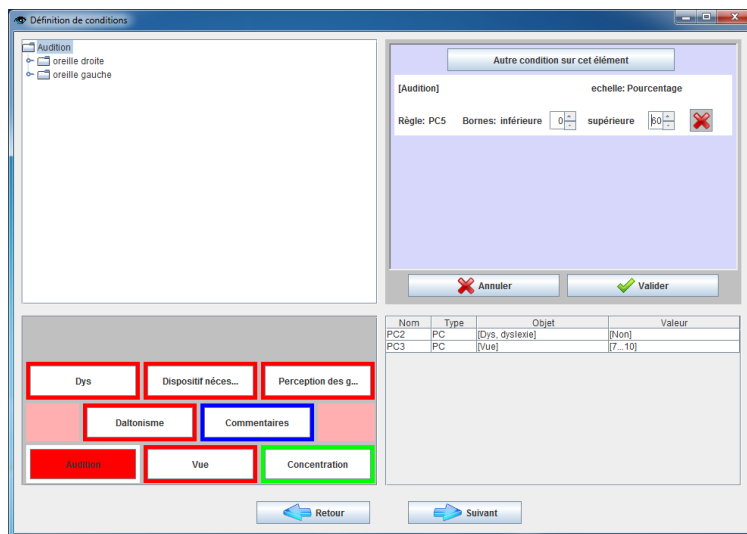 Définition de conditions
Audition
oreille droite
oreille gauche
Autre condition sur cet élément
[Audition] echelle: Pourcentage
Règle: PC5 Bornes: inférieure 0 supérieure 60
Annuler Valider
Dys Dispositif néces... Perception des g...
Daltonisme Commentaires
Audition Vue Concentration
Nom Type Objet Valeur
PC2 PC [Dys, dyslexie] [Non]
PC3 PC [Vue] [7...10]
Retour Suivant